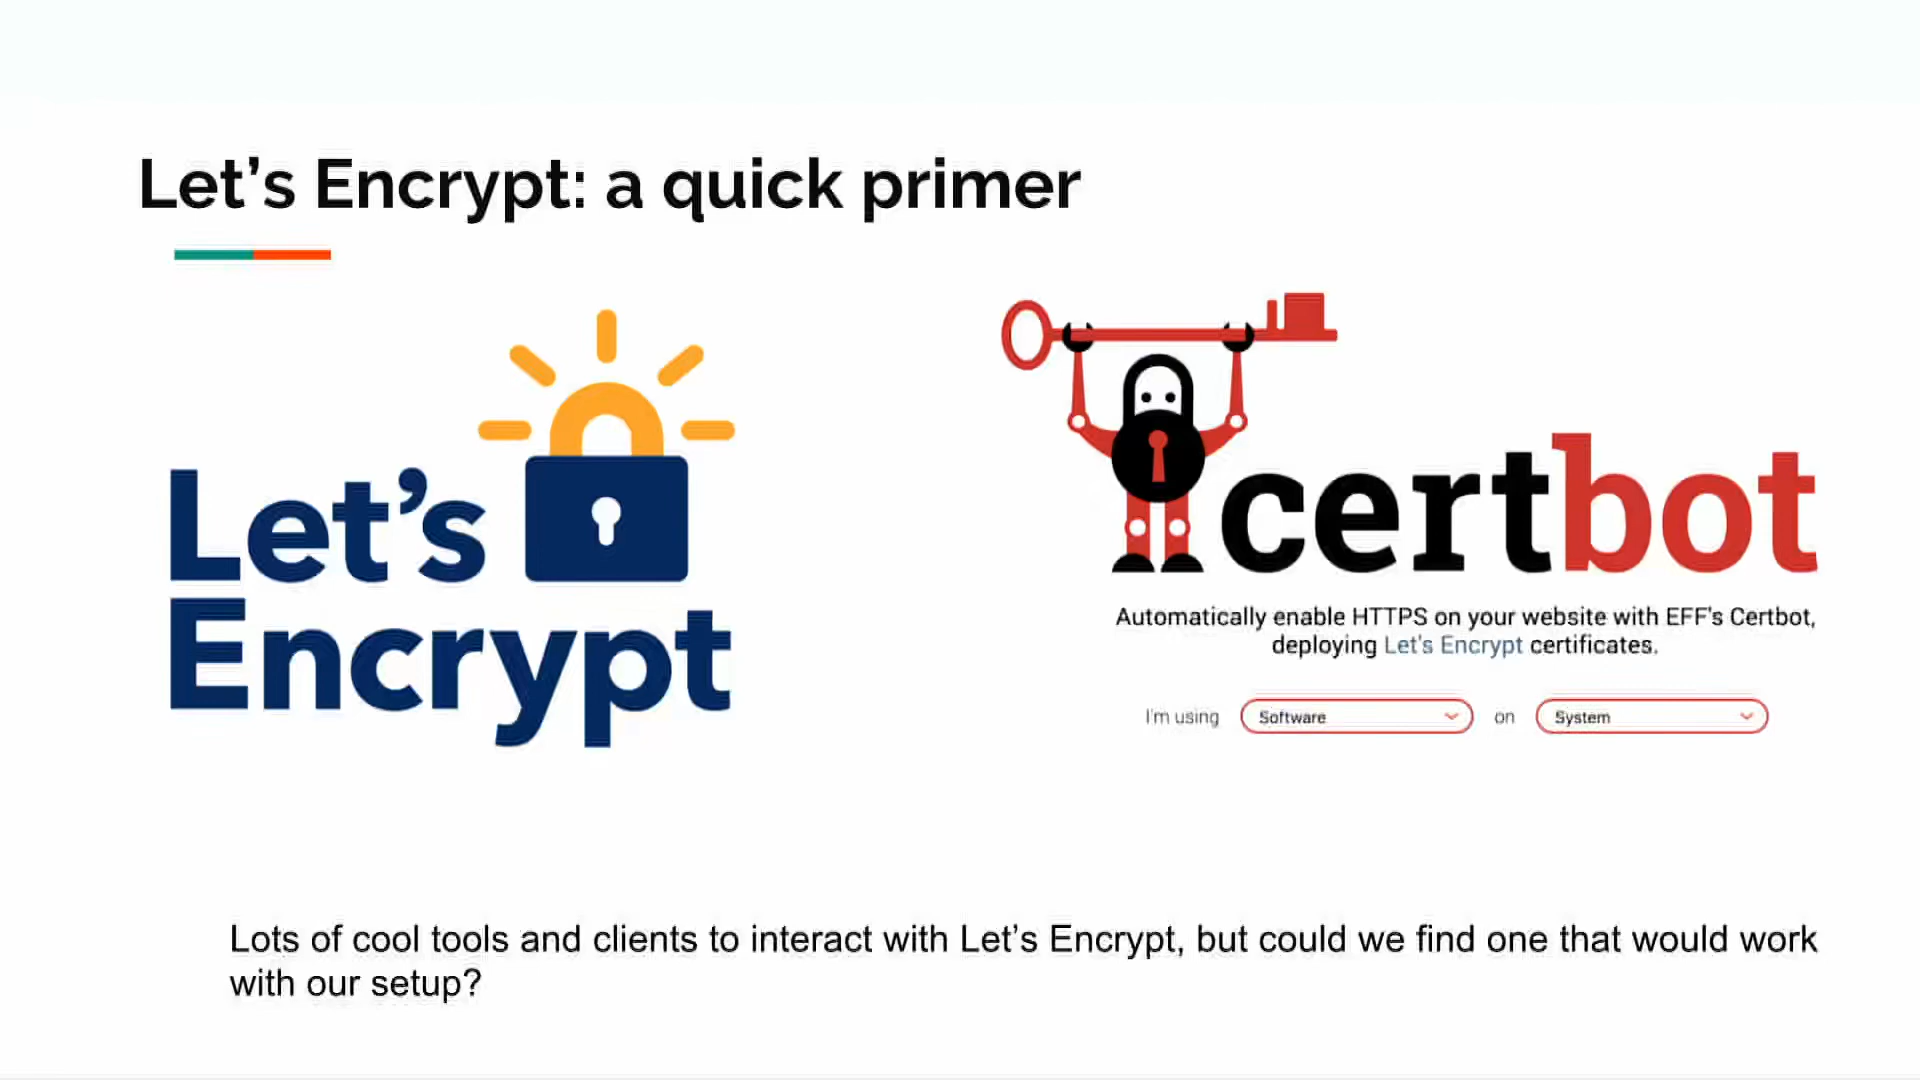 Let’s Encrypt: a quick primer
Let’s
Encrypt
certbot
Automatically enable HTTPS on your website with EFF's Certbot,
deploying Let's Encrypt certificates.
I'm using Software on System
Lots of cool tools and clients to interact with Let’s Encrypt, but could we find one that would work
with our setup?